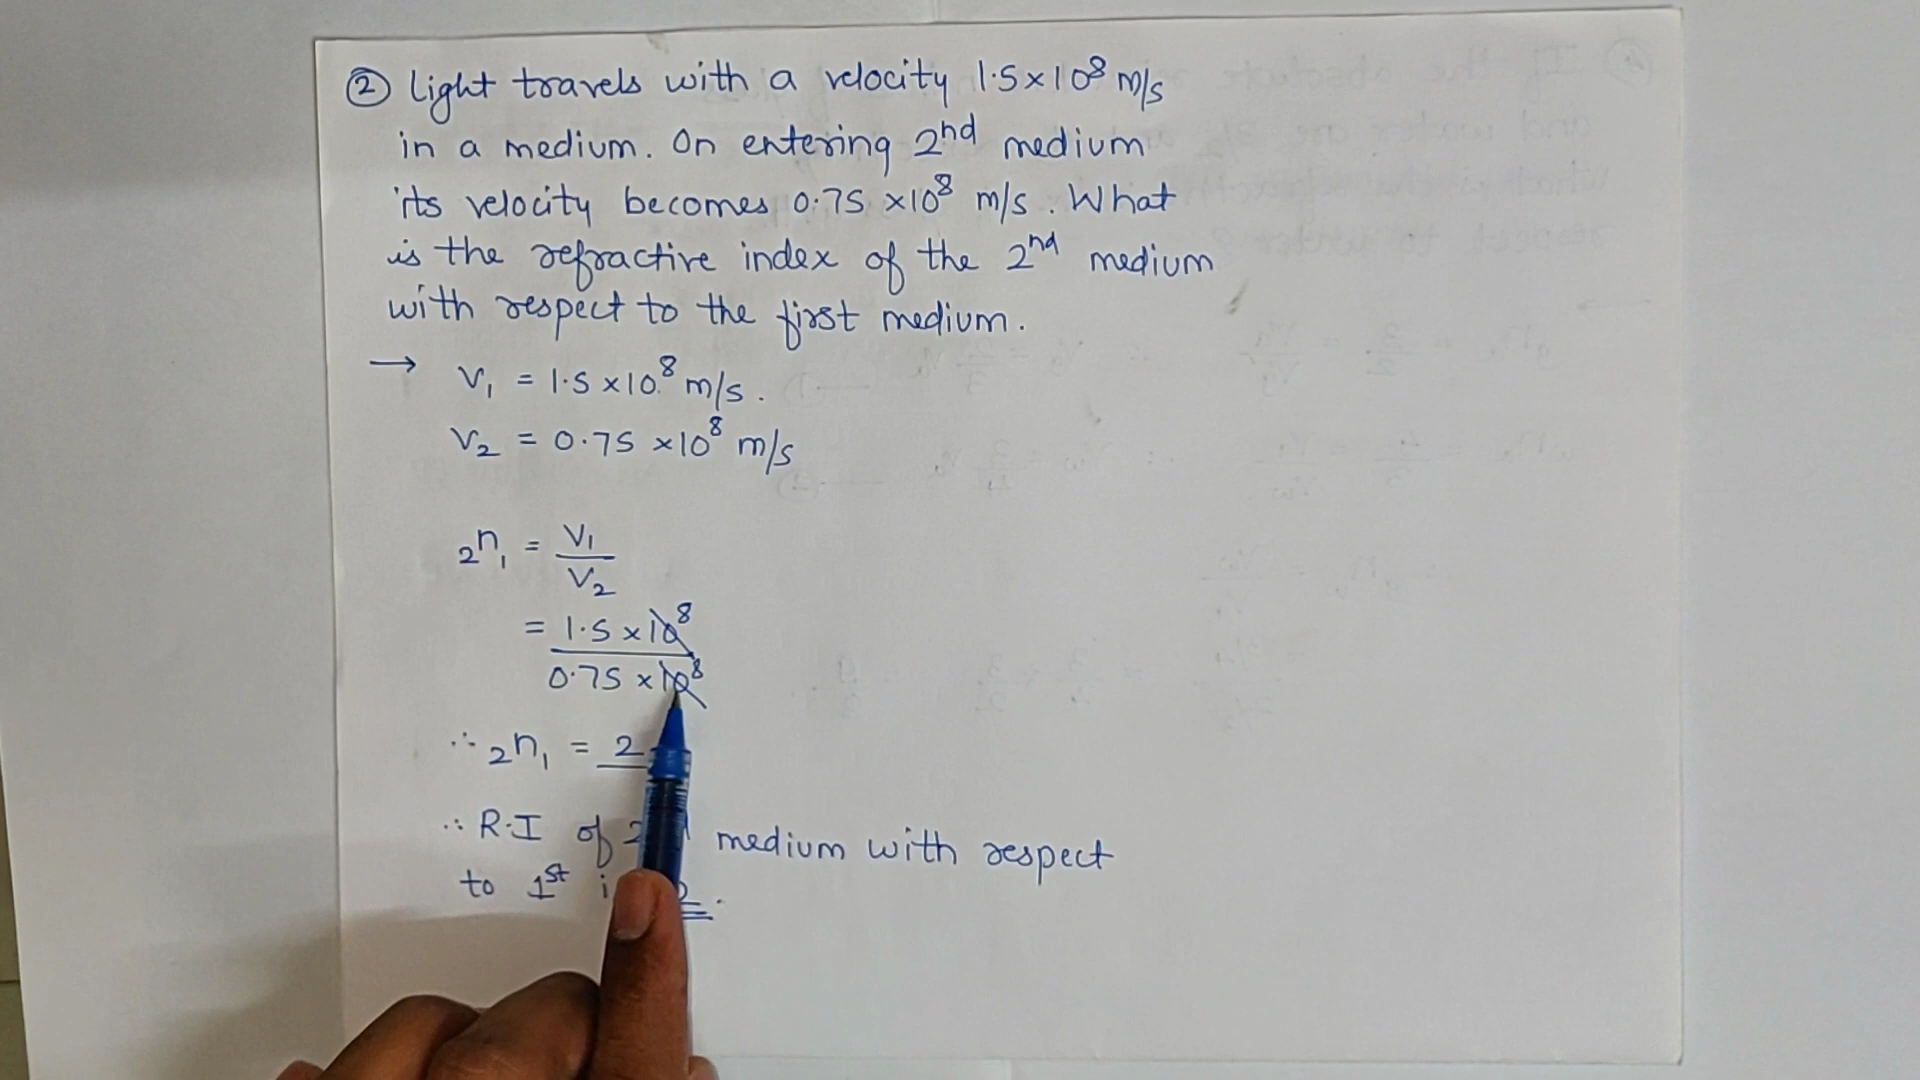 ② Light travels with a velocity 1.5 × 10⁸ m/s
in a medium. On entering 2nd medium
its velocity becomes 0.75 × 10⁸ m/s. What
is the refractive index of the 2nd medium
with respect to the first medium.
→ V₁ = 1.5 × 10⁸ m/s.
V₂ = 0.75 × 10⁸ m/s
₂n₁ = V₁ / V₂
= 1.5 × 10⁸ / 0.75 × 10⁸
∴ ₂n₁ = 2
∴ R.I of medium with respect
to 1st 2.